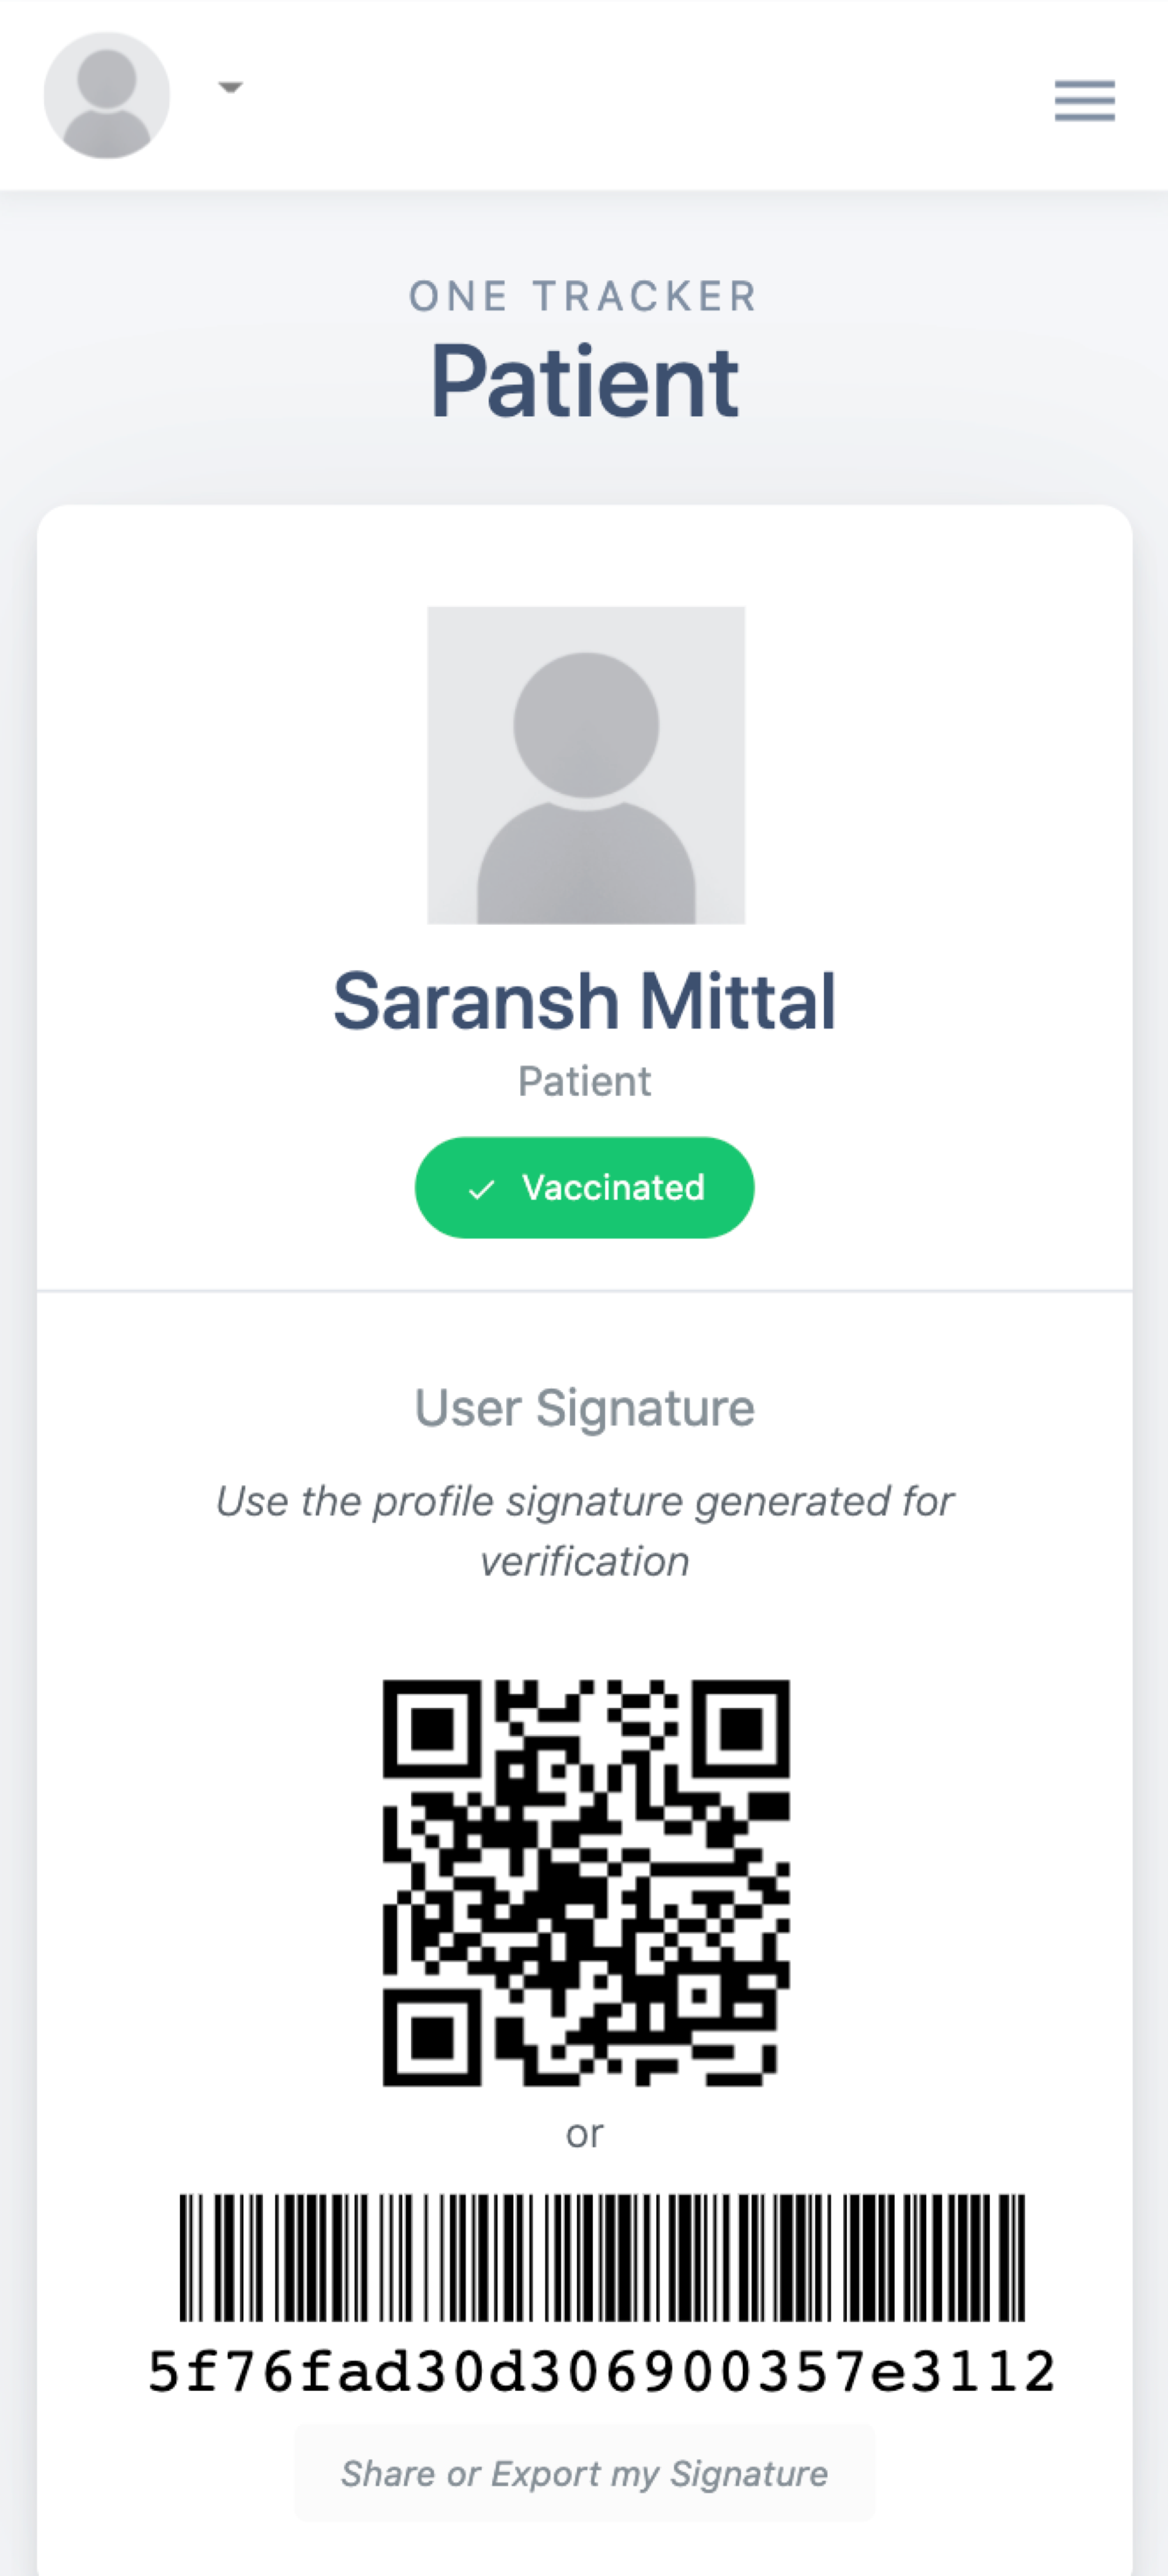 ONE TRACKER
Patient
Saransh Mittal
Patient
Vaccinated
User Signature
Use the profile signature generated for
verification
or
5f76fad30d306900357e3112
Share or Export my Signature